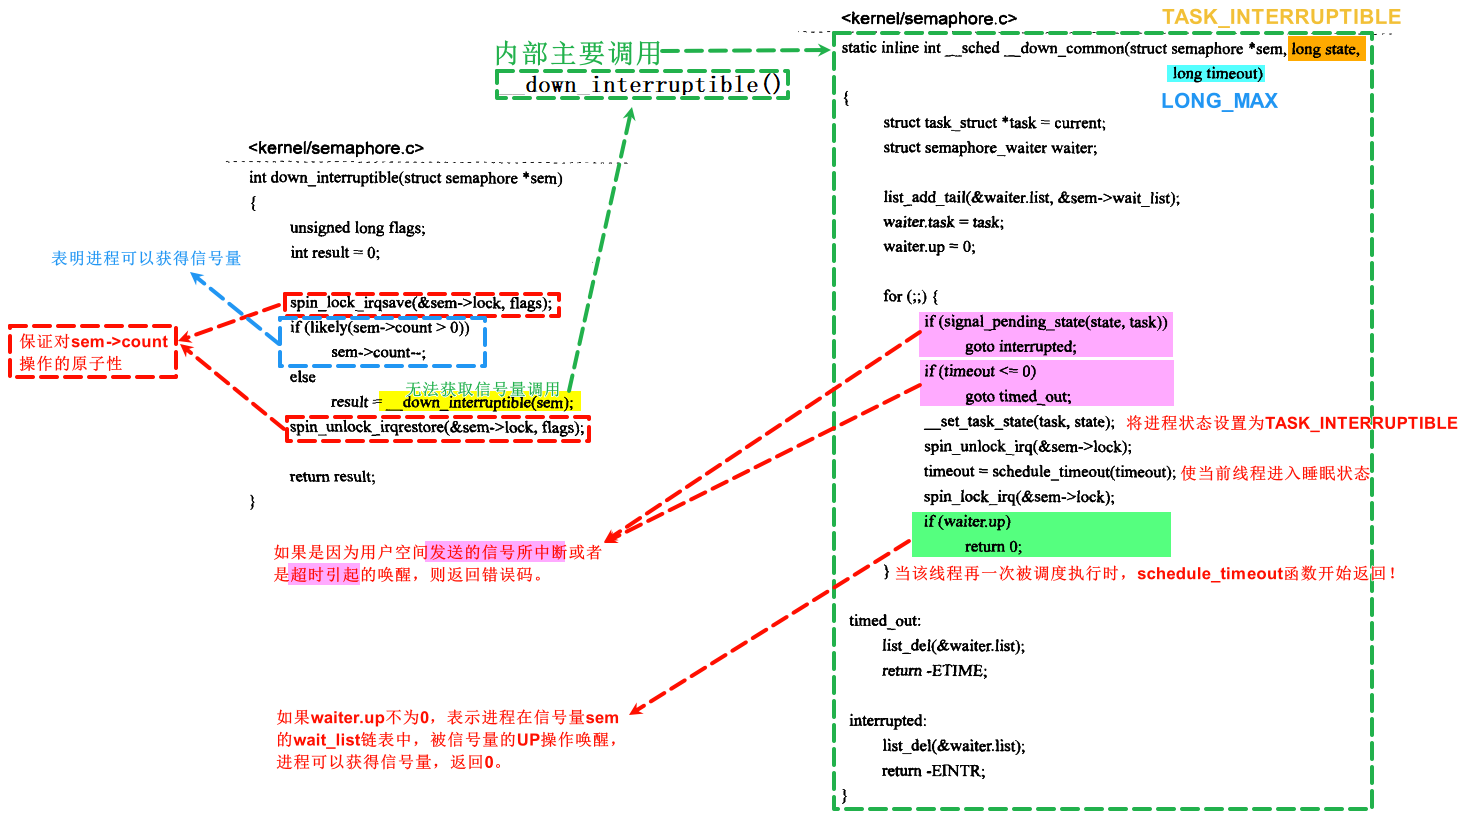 内部主要调用
__down_interruptible()
<kernel/semaphore.c>
int down_interruptible(struct semaphore *sem)
{
unsigned long flags;
int result = 0;
表明进程可以获得信号量
spin_lock_irqsave(&sem->lock, flags);
if (likely(sem->count > 0))
sem->count--;
保证对sem->count
操作的原子性
else
无法获取信号量调用
result = __down_interruptible(sem);
spin_unlock_irqrestore(&sem->lock, flags);
return result;
}
如果是因为用户空间发送的信号所中断或者
是超时引起的唤醒，则返回错误码。
如果waiter.up不为0，表示进程在信号量sem
的wait_list链表中，被信号量的UP操作唤醒，
进程可以获得信号量，返回0。
<kernel/semaphore.c>
TASK_INTERRUPTIBLE
static inline int __sched __down_common(struct semaphore *sem, long state,
long timeout)
LONG_MAX
{
struct task_struct *task = current;
struct semaphore_waiter waiter;
list_add_tail(&waiter.list, &sem->wait_list);
waiter.task = task;
waiter.up = 0;
for (;;) {
if (signal_pending_state(state, task))
goto interrupted;
if (timeout <= 0)
goto timed_out;
__set_task_state(task, state); 将进程状态设置为TASK_INTERRUPTIBLE
spin_unlock_irq(&sem->lock);
timeout = schedule_timeout(timeout); 使当前线程进入睡眠状态
spin_lock_irq(&sem->lock);
if (waiter.up)
return 0;
} 当该线程再一次被调度执行时，schedule_timeout函数开始返回！
timed_out:
list_del(&waiter.list);
return -ETIME;
interrupted:
list_del(&waiter.list);
return -EINTR;
}